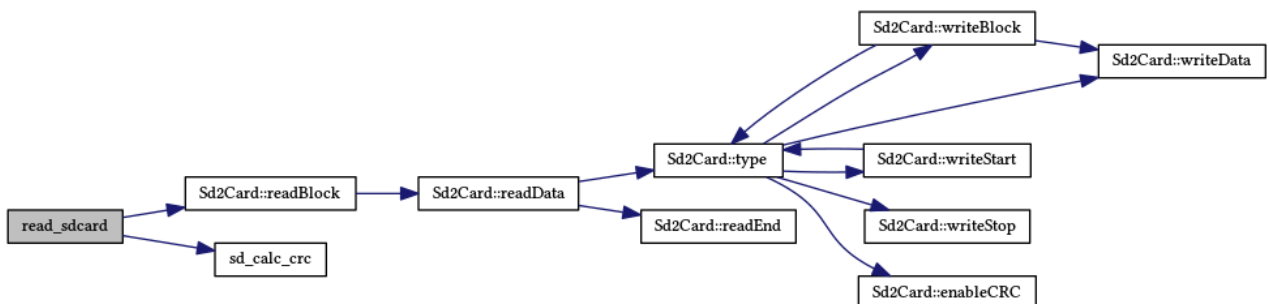 Sd2Card::writeBlock
Sd2Card::writeData
Sd2Card::type
Sd2Card::writeStart
Sd2Card::readBlock
Sd2Card::readData
read_sdcard
Sd2Card::readEnd
Sd2Card::writeStop
sd_calc_crc
Sd2Card::enableCRC